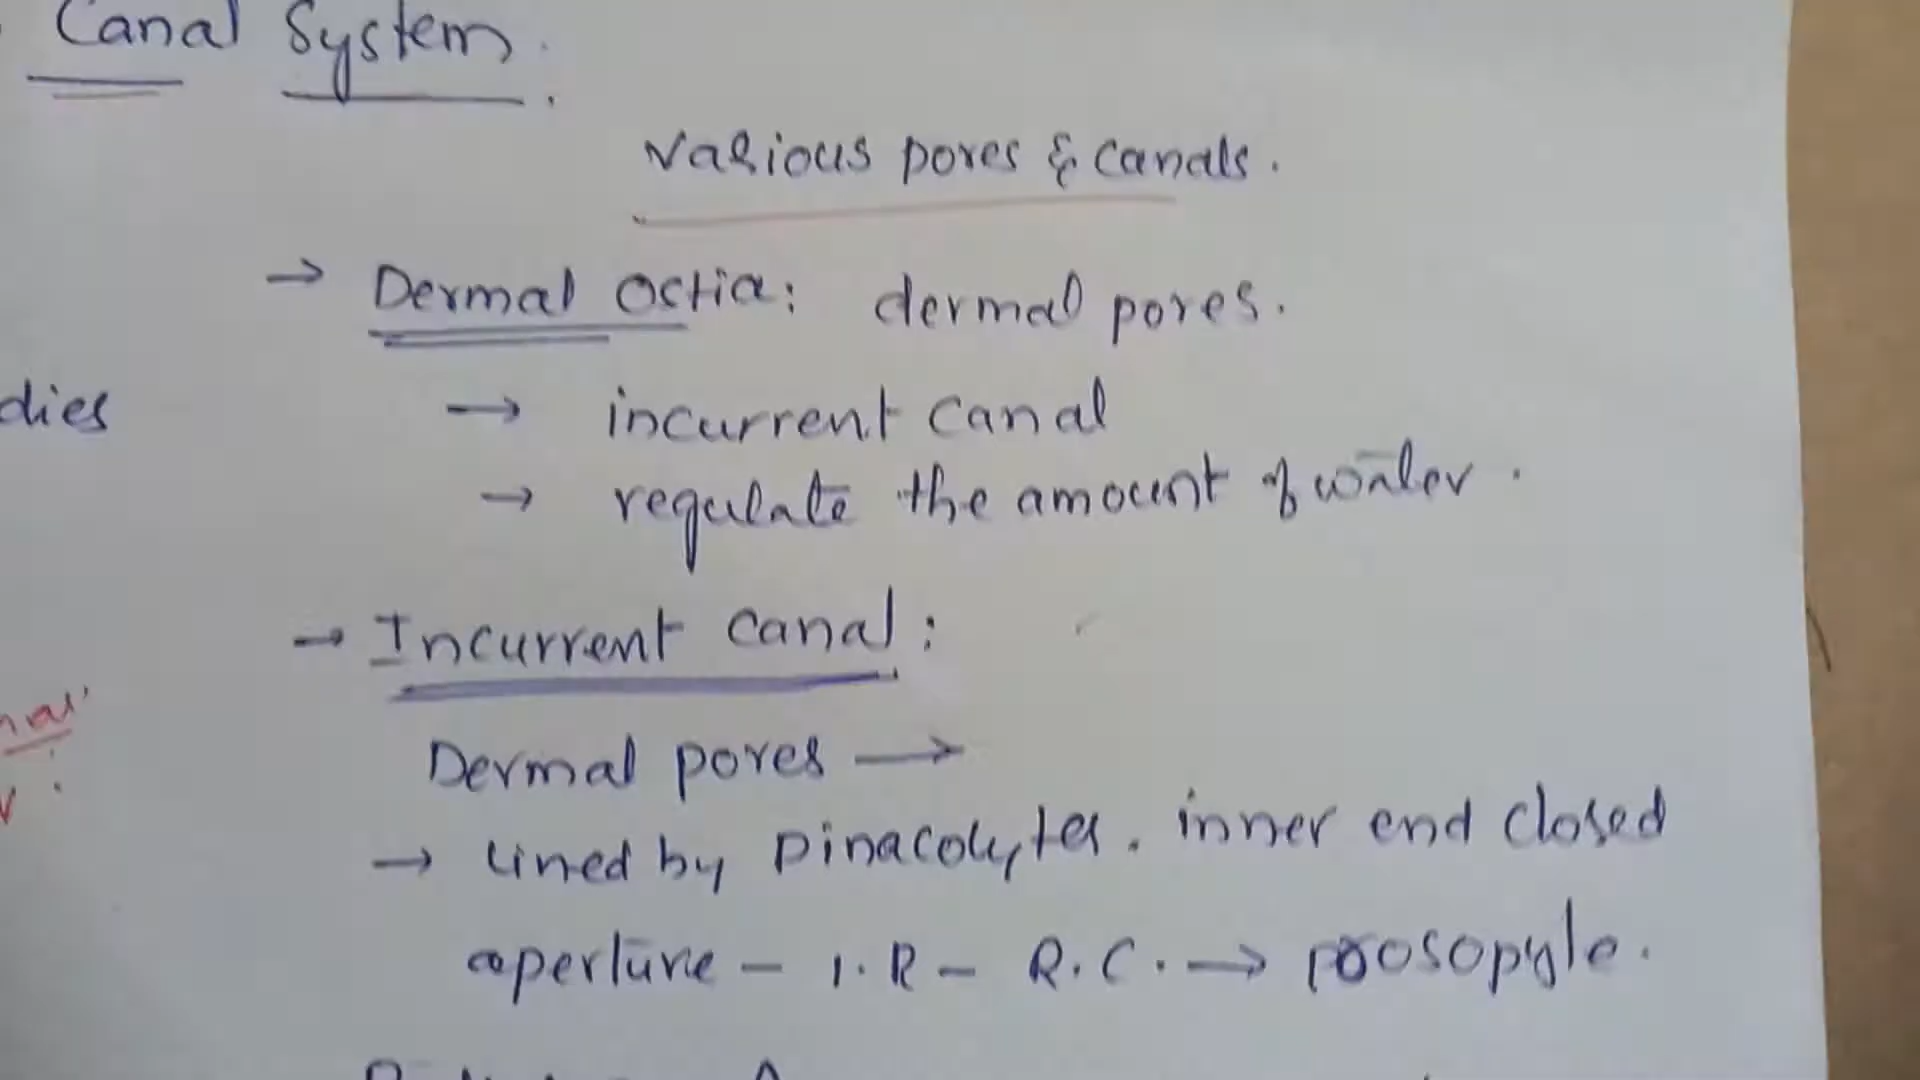 Canal System.
Various pores & canals.
→ Dermal Ostia: dermal pores.
dies
→ incurrent canal
→ regulate the amount of water.
→ Incurrent canal:
Dermal pores →
→ lined by pinacolytes. inner end closed
aperture – I.R – R.C. → prosopyle.